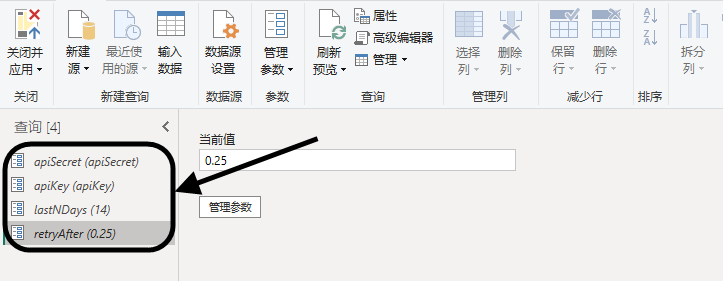 关闭并
应用
关闭
新建
源
最近使
用的源
输入
数据
新建查询
数据源
设置
数据源
管理
参数
参数
刷新
预览
属性
高级编辑器
管理
查询
选择
列
删除
列
管理列
保留
行
删除
行
减少行
A
Z
Z
A
排序
拆分
列
查询 [4]
apiSecret (apiSecret)
apiKey (apiKey)
lastNDays (14)
retryAfter (0.25)
当前值
0.25
管理参数